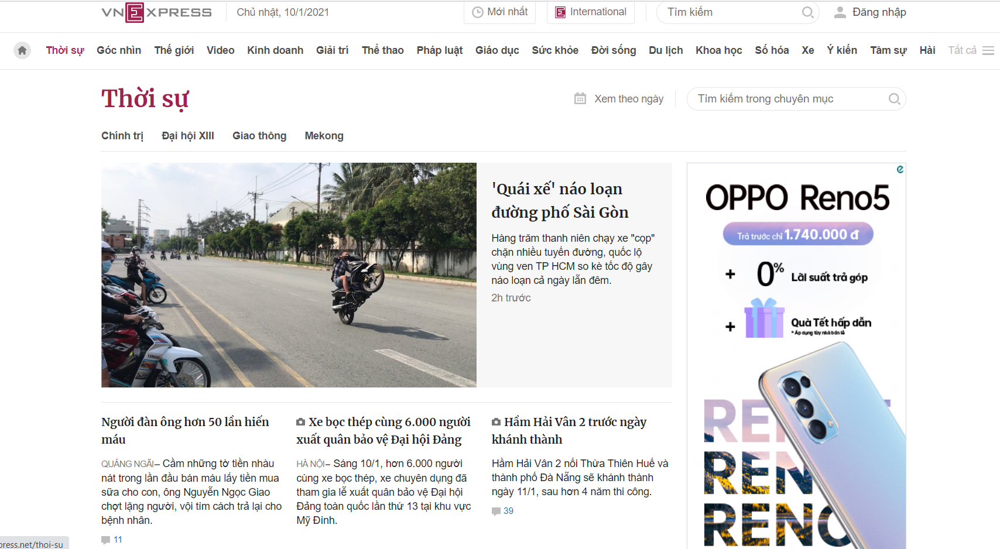 VNEXPRESS
Chủ nhật, 10/1/2021
Mới nhất
International
Tìm kiếm
Đăng nhập
Thời sự
Góc nhìn
Thế giới
Video
Kinh doanh
Giải trí
Thể thao
Pháp luật
Giáo dục
Sức khỏe
Đời sống
Du lịch
Khoa học
Số hóa
Xe
Ý kiến
Tâm sự
Hài
Tất cả
Thời sự
Xem theo ngày
Tìm kiếm trong chuyên mục
Chính trị
Đại hội XIII
Giao thông
Mekong
YAMAHA
'Quái xế' náo loạn
đường phố Sài Gòn
Hàng trăm thanh niên chạy xe "cọp"
chặn nhiều tuyến đường, quốc lộ
vùng ven TP HCM so kè tốc độ gây
náo loạn cả ngày lẫn đêm.
2h trước
Người đàn ông hơn 50 lần hiến
máu
QUẢNG NGÃI– Cầm những tờ tiền nhàu
nát trong lần đầu bán máu lấy tiền mua
sữa cho con, ông Nguyễn Ngọc Giao
chợt lặng người, vội tìm cách trả lại cho
bệnh nhân.
11
Xe bọc thép cùng 6.000 người
xuất quân bảo vệ Đại hội Đảng
HÀ NỘI– Sáng 10/1, hơn 6.000 người
cùng xe bọc thép, xe chuyên dụng đã
tham gia lễ xuất quân bảo vệ Đại hội
Đảng toàn quốc lần thứ 13 tại khu vực
Mỹ Đình.
Hầm Hải Vân 2 trước ngày
khánh thành
Hầm Hải Vân 2 nối Thừa Thiên Huế và
thành phố Đà Nẵng sẽ khánh thành
ngày 11/1, sau hơn 4 năm thi công.
39
OPPO Reno5
Trả trước chỉ 1.740.000 đ
+ 0% Lãi suất trả góp
+ Quà Tết hấp dẫn
* Áp dụng tùy nhà bán lẻ
RE
REN
RENO
press.net/thoi-su